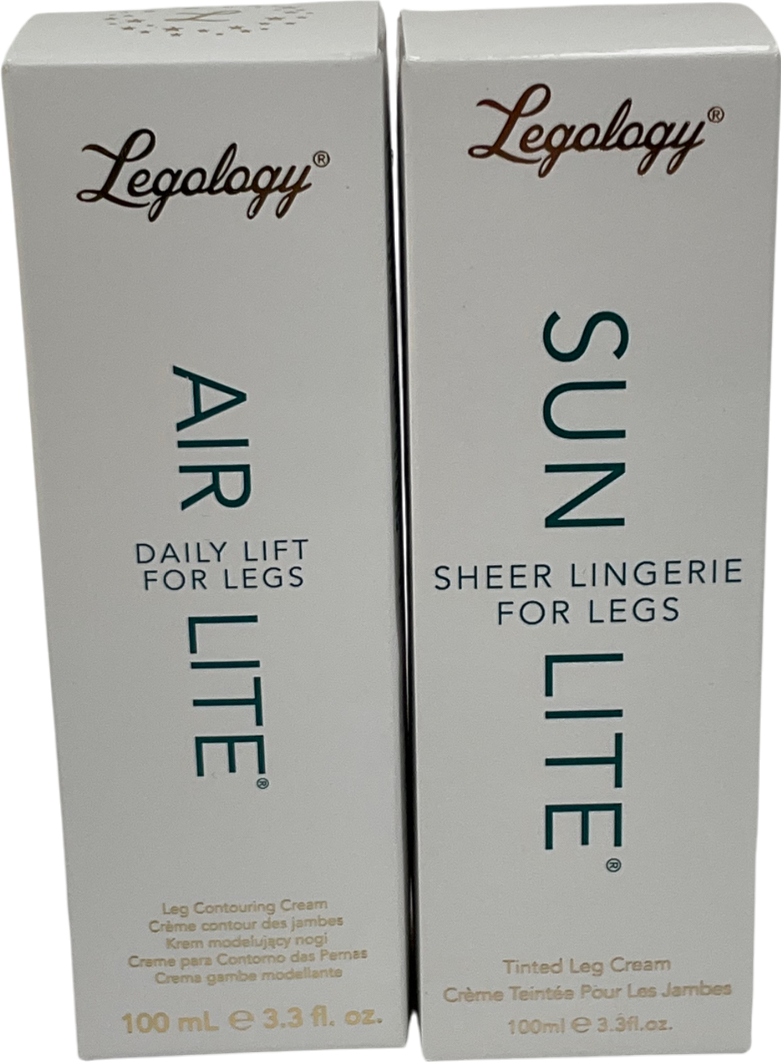 Legology®
AIR
DAILY LIFT
FOR LEGS
LITE®
Leg Contouring Cream
Crème contour des jambes
Krem modelujący nogi
Creme para Contorno das Pernas
Crema gambe modellante
100 mL e 3.3 fl. oz.
Legology®
SUN
SHEER LINGERIE
FOR LEGS
LITE®
Tinted Leg Cream
Crème Teintée Pour Les Jambes
100ml e 3.3fl.oz.